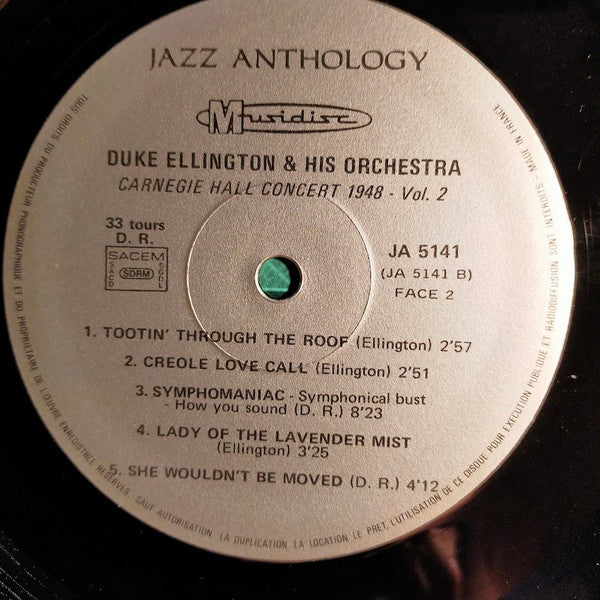 JAZZ ANTHOLOGY
Musidisc
DUKE ELLINGTON & HIS ORCHESTRA
CARNEGIE HALL CONCERT 1948 - Vol. 2
33 tours
D. R.
SACEM
SACD
SDRM
SGDL
JA 5141
(JA 5141 B)
FACE 2
1. TOOTIN' THROUGH THE ROOF (Ellington) 2'57
2. CREOLE LOVE CALL (Ellington) 2'51
3. SYMPHOMANIAC - Symphonical bust
- How you sound (D. R.) 8'23
4. LADY OF THE LAVENDER MIST
(Ellington) 3'25
5. SHE WOULDN'T BE MOVED (D. R.) 4'12
TOUS DROITS DU PRODUCTEUR PHONOGRAPHIQUE ET DU PROPRIETAIRE DE L'ŒUVRE ENREGISTREE RESERVES. SAUF AUTORISATION LA DUPLICATION, LA LOCATION, LE PRET, L'UTILISATION DE CE DISQUE POUR EXECUTION PUBLIQUE ET RADIODIFFUSION SONT INTERDITS - MADE IN FRANCE